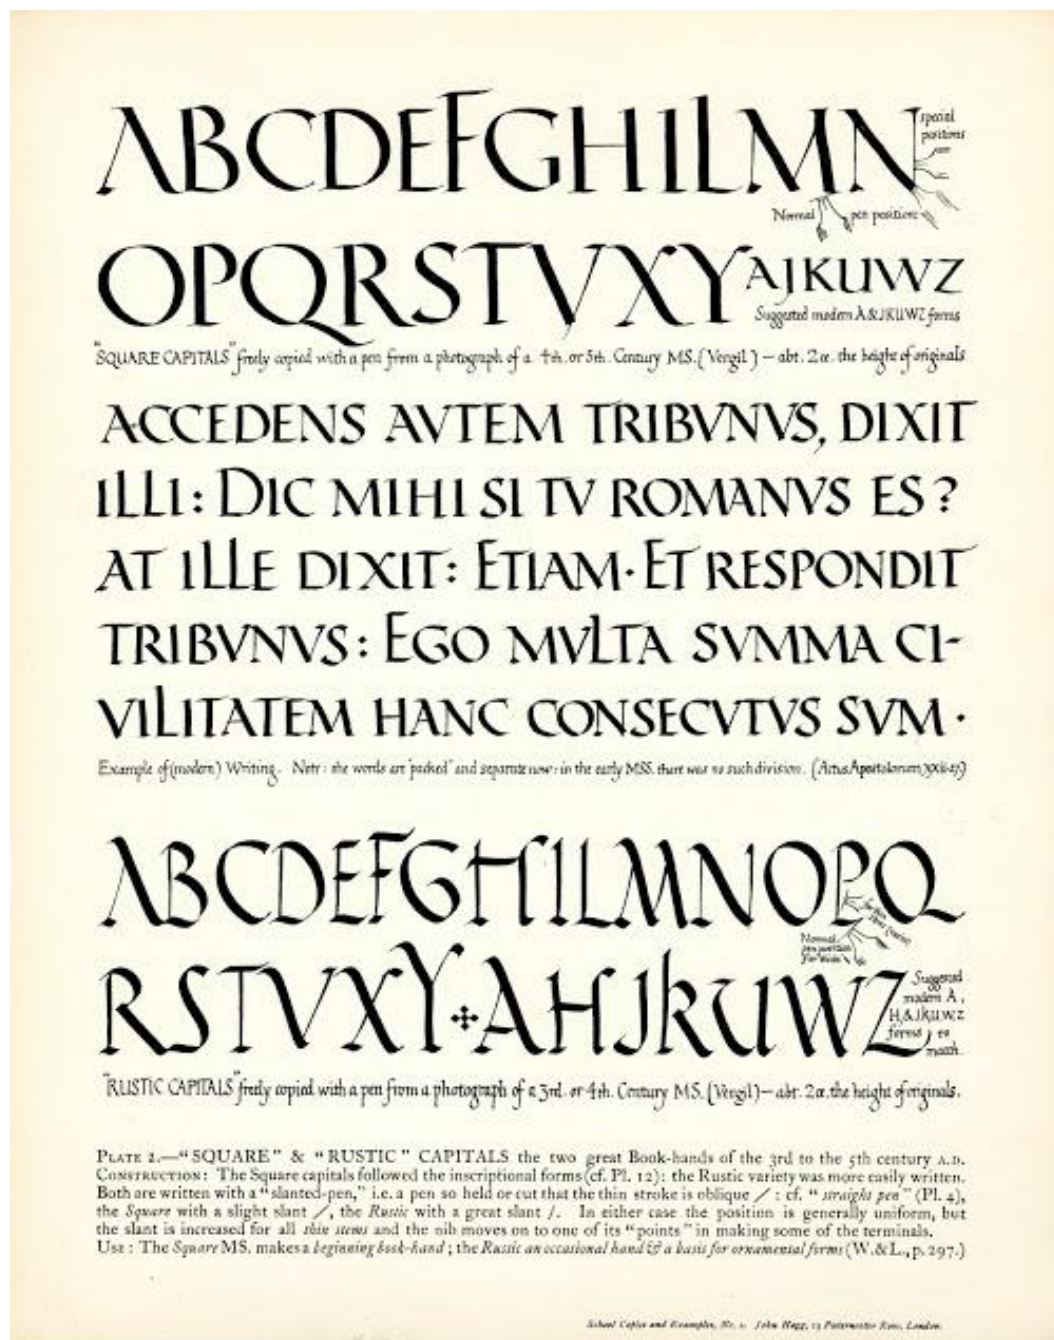 ABCDEFGHILMN
special
positions
Normal pen positions
OPQRSTVXY AJKUWZ
Suggested modern A & JKUWZ forms
"SQUARE CAPITALS" freely copied with a pen from a photograph of a 4th. or 5th. Century MS. (Vergil) — abt. 2ce. the height of originals
ACCEDENS AVTEM TRIBVNVS, DIXIT
ILLI: DIC MIHI SI TV ROMANVS ES?
AT ILLE DIXIT: ETIAM· ET RESPONDIT
TRIBVNVS: EGO MVLTA SVMMA CI-
VILITATEM HANC CONSECVTVS SVM·
Example of (modern) Writing. Note: the words are "packed" and separate now: in the early MSS. there was no such division. (Actus Apostolorum, XXII-27)
ABCDEFGHILMNOPQ
Normal
pen position
RSTVXY AHJKUWZ
Suggested
modern A,
H, & JKU,W,Z
forms, to
match.
"RUSTIC CAPITALS" freely copied with a pen from a photograph of a 3rd. or 4th. Century MS. (Vergil) — abt. 2ce. the height of originals.
PLATE 2.—"SQUARE" & "RUSTIC" CAPITALS the two great Book-hands of the 3rd to the 5th century A.D.
CONSTRUCTION: The Square capitals followed the inscriptional forms (cf. Pl. 12): the Rustic variety was more easily written.
Both are written with a "slanted-pen," i.e. a pen so held or cut that the thin stroke is oblique /: cf. "straight pen" (Pl. 4),
the Square with a slight slant /, the Rustic with a great slant /. In either case the position is generally uniform, but
the slant is increased for all thin stems and the nib moves on to one of its "points" in making some of the terminals.
USE: The Square MS. makes a beginning book-hand; the Rustic an occasional hand & a basis for ornamental forms (W. & L., p. 297.)
School Copies and Examples, No. 2. John Hogg, 13 Paternoster Row, London.